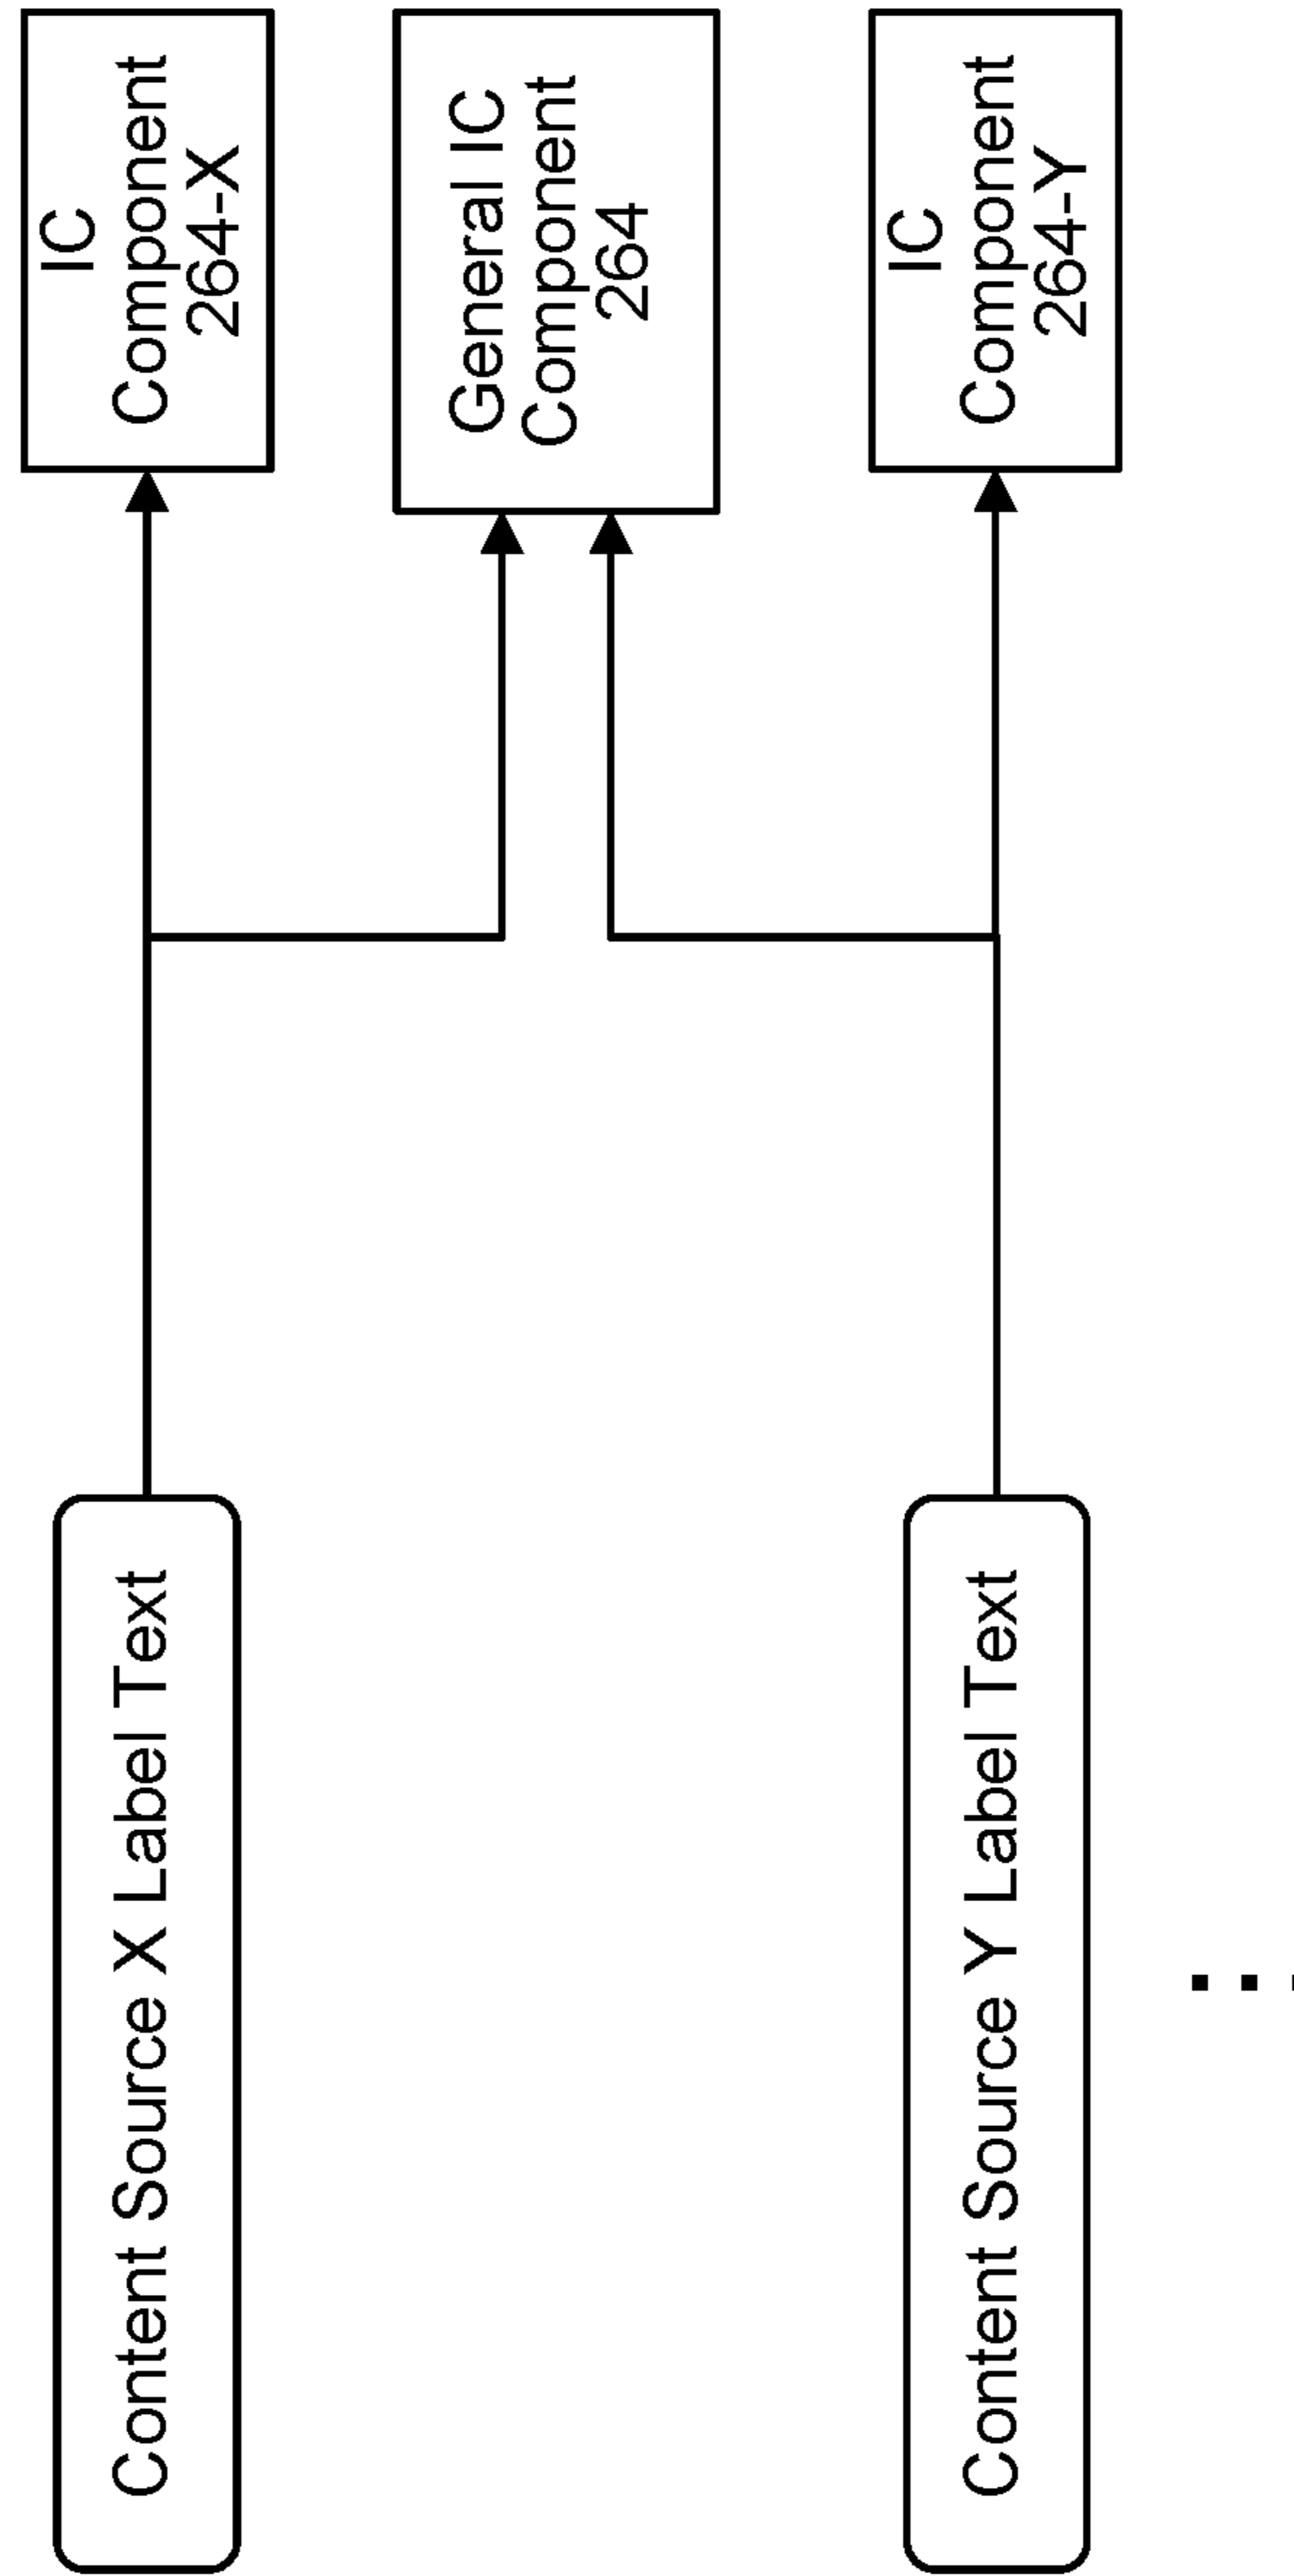 Content Source X Label Text
IC
Component
264-X
General IC
Component
264
Content Source Y Label Text
IC
Component
264-Y